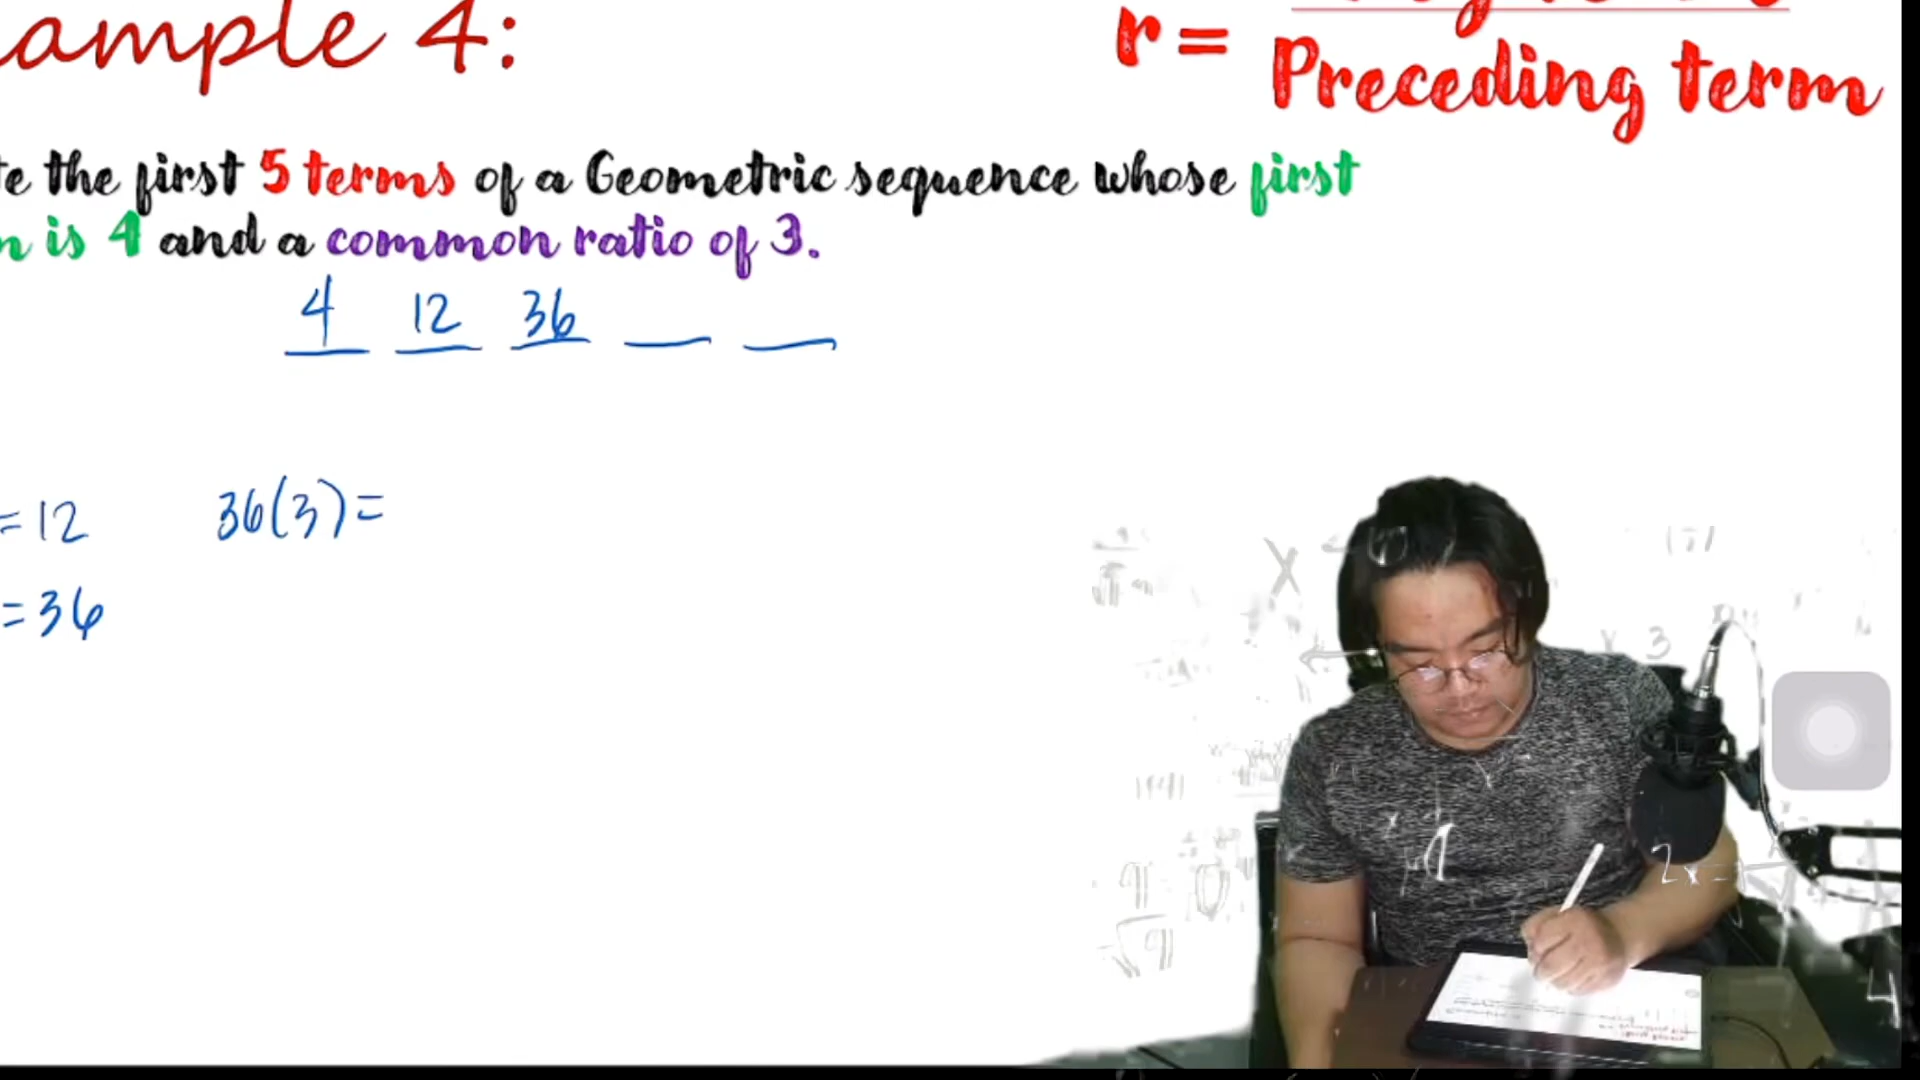 ample 4:
r =
Preceding term
te the first 5 terms of a Geometric sequence whose first
n is 4 and a common ratio of 3.
4 12 36
= 12 36(3)=
= 36